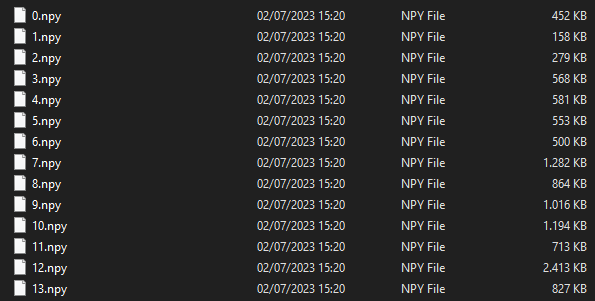 0.npy 02/07/2023 15:20 NPY File 452 KB
1.npy 02/07/2023 15:20 NPY File 158 KB
2.npy 02/07/2023 15:20 NPY File 279 KB
3.npy 02/07/2023 15:20 NPY File 568 KB
4.npy 02/07/2023 15:20 NPY File 581 KB
5.npy 02/07/2023 15:20 NPY File 553 KB
6.npy 02/07/2023 15:20 NPY File 500 KB
7.npy 02/07/2023 15:20 NPY File 1.282 KB
8.npy 02/07/2023 15:20 NPY File 864 KB
9.npy 02/07/2023 15:20 NPY File 1.016 KB
10.npy 02/07/2023 15:20 NPY File 1.194 KB
11.npy 02/07/2023 15:20 NPY File 713 KB
12.npy 02/07/2023 15:20 NPY File 2.413 KB
13.npy 02/07/2023 15:20 NPY File 827 KB